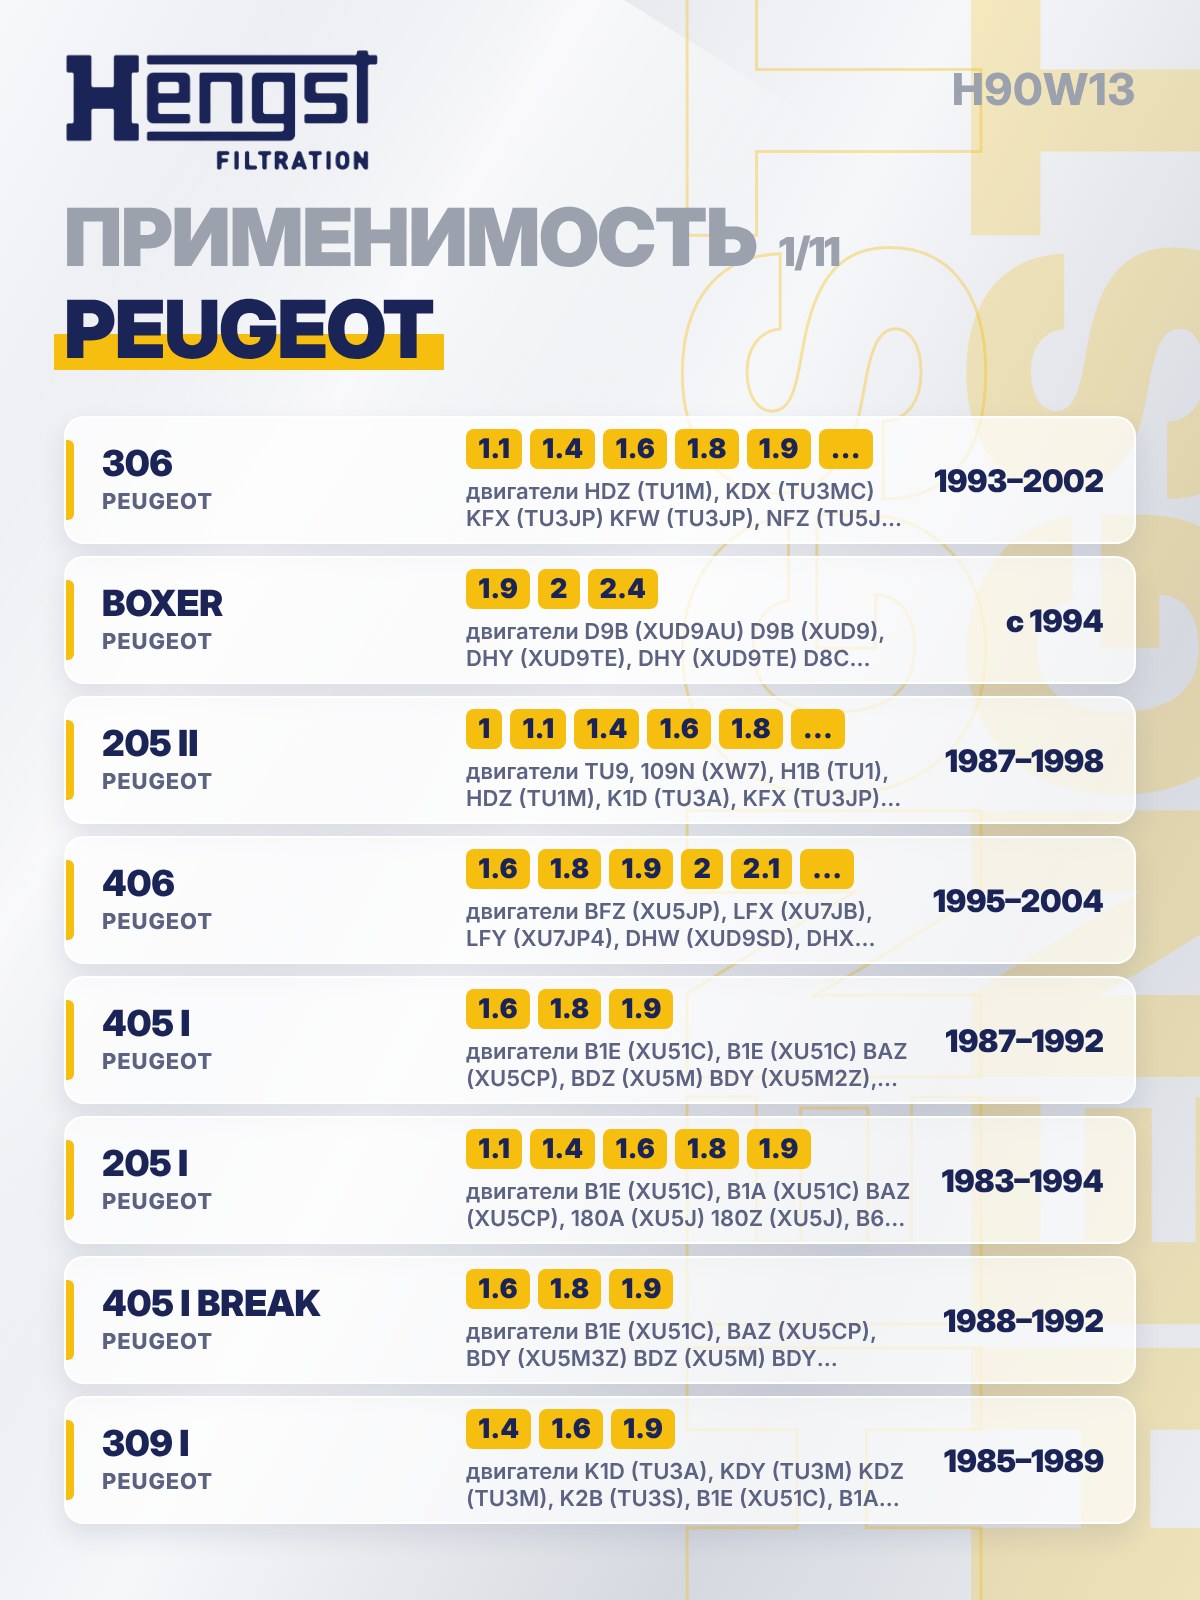 Hengst
FILTRATION
H90W13
ПРИМЕНИМОСТЬ 1/11
PEUGEOT
306
PEUGEOT
1.1 1.4 1.6 1.8 1.9 ...
двигатели HDZ (TU1M), KDX (TU3MC)
KFX (TU3JP) KFW (TU3JP), NFZ (TU5J...
1993–2002
BOXER
PEUGEOT
1.9 2 2.4
двигатели D9B (XUD9AU) D9B (XUD9),
DHY (XUD9TE), DHY (XUD9TE) D8C...
с 1994
205 II
PEUGEOT
1 1.1 1.4 1.6 1.8 ...
двигатели TU9, 109N (XW7), H1B (TU1),
HDZ (TU1M), K1D (TU3A), KFX (TU3JP)...
1987–1998
406
PEUGEOT
1.6 1.8 1.9 2 2.1 ...
двигатели BFZ (XU5JP), LFX (XU7JB),
LFY (XU7JP4), DHW (XUD9SD), DHX...
1995–2004
405 I
PEUGEOT
1.6 1.8 1.9
двигатели B1E (XU51C), B1E (XU51C) BAZ
(XU5CP), BDZ (XU5M) BDY (XU5M2Z),...
1987–1992
205 I
PEUGEOT
1.1 1.4 1.6 1.8 1.9
двигатели B1E (XU51C), B1A (XU51C) BAZ
(XU5CP), 180A (XU5J) 180Z (XU5J), B6...
1983–1994
405 I BREAK
PEUGEOT
1.6 1.8 1.9
двигатели B1E (XU51C), BAZ (XU5CP),
BDY (XU5M3Z) BDZ (XU5M) BDY...
1988–1992
309 I
PEUGEOT
1.4 1.6 1.9
двигатели K1D (TU3A), KDY (TU3M) KDZ
(TU3M), K2B (TU3S), B1E (XU51C), B1A...
1985–1989
HENGST